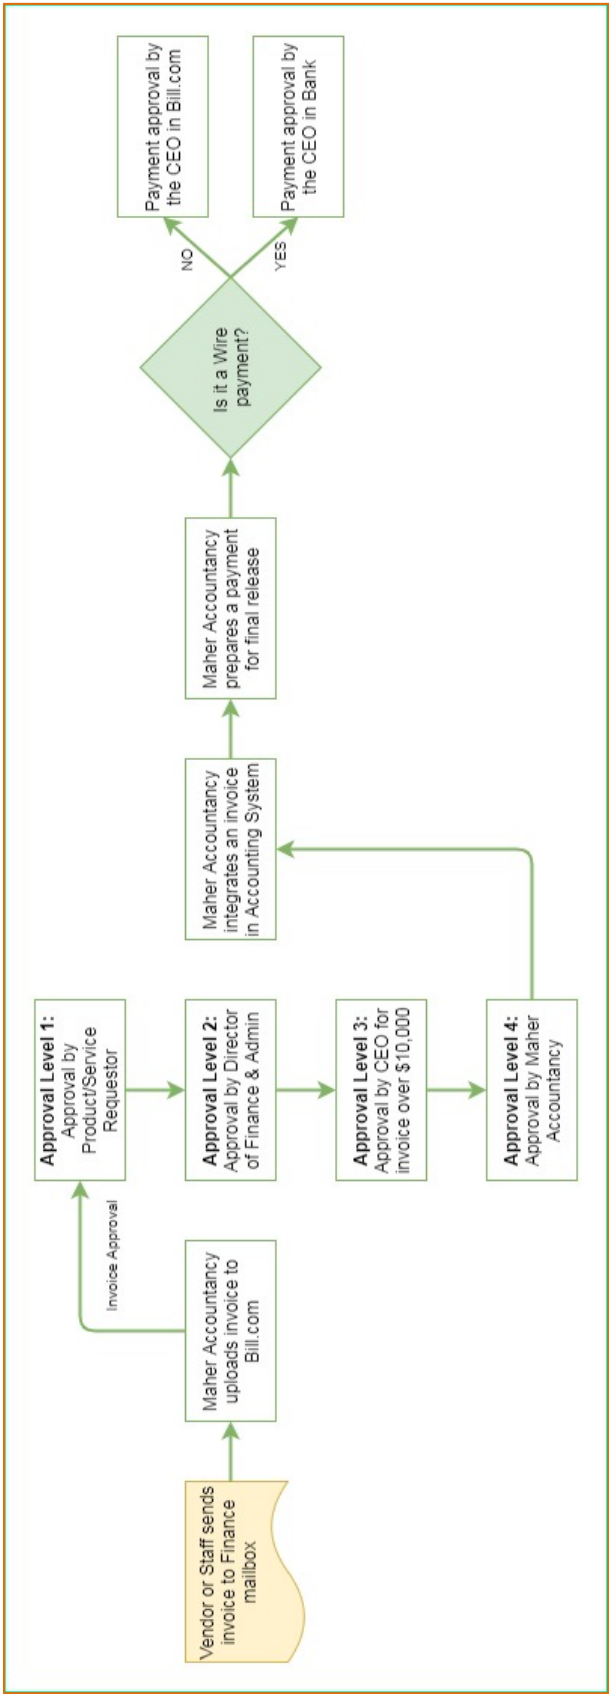 Vendor or Staff sends
invoice to Finance
mailbox
Maher Accountancy
uploads invoice to
Bill.com
Invoice Approval
Approval Level 1:
Approval by
Product/Service
Requestor
Approval Level 2:
Approval by Director
of Finance & Admin
Approval Level 3:
Approval by CEO for
invoice over $10,000
Approval Level 4:
Approval by Maher
Accountancy
Maher Accountancy
integrates an invoice
in Accounting System
Maher Accountancy
prepares a payment
for final release
Is it a Wire
payment?
NO
YES
Payment approval by
the CEO in Bill.com
Payment approval by
the CEO in Bank